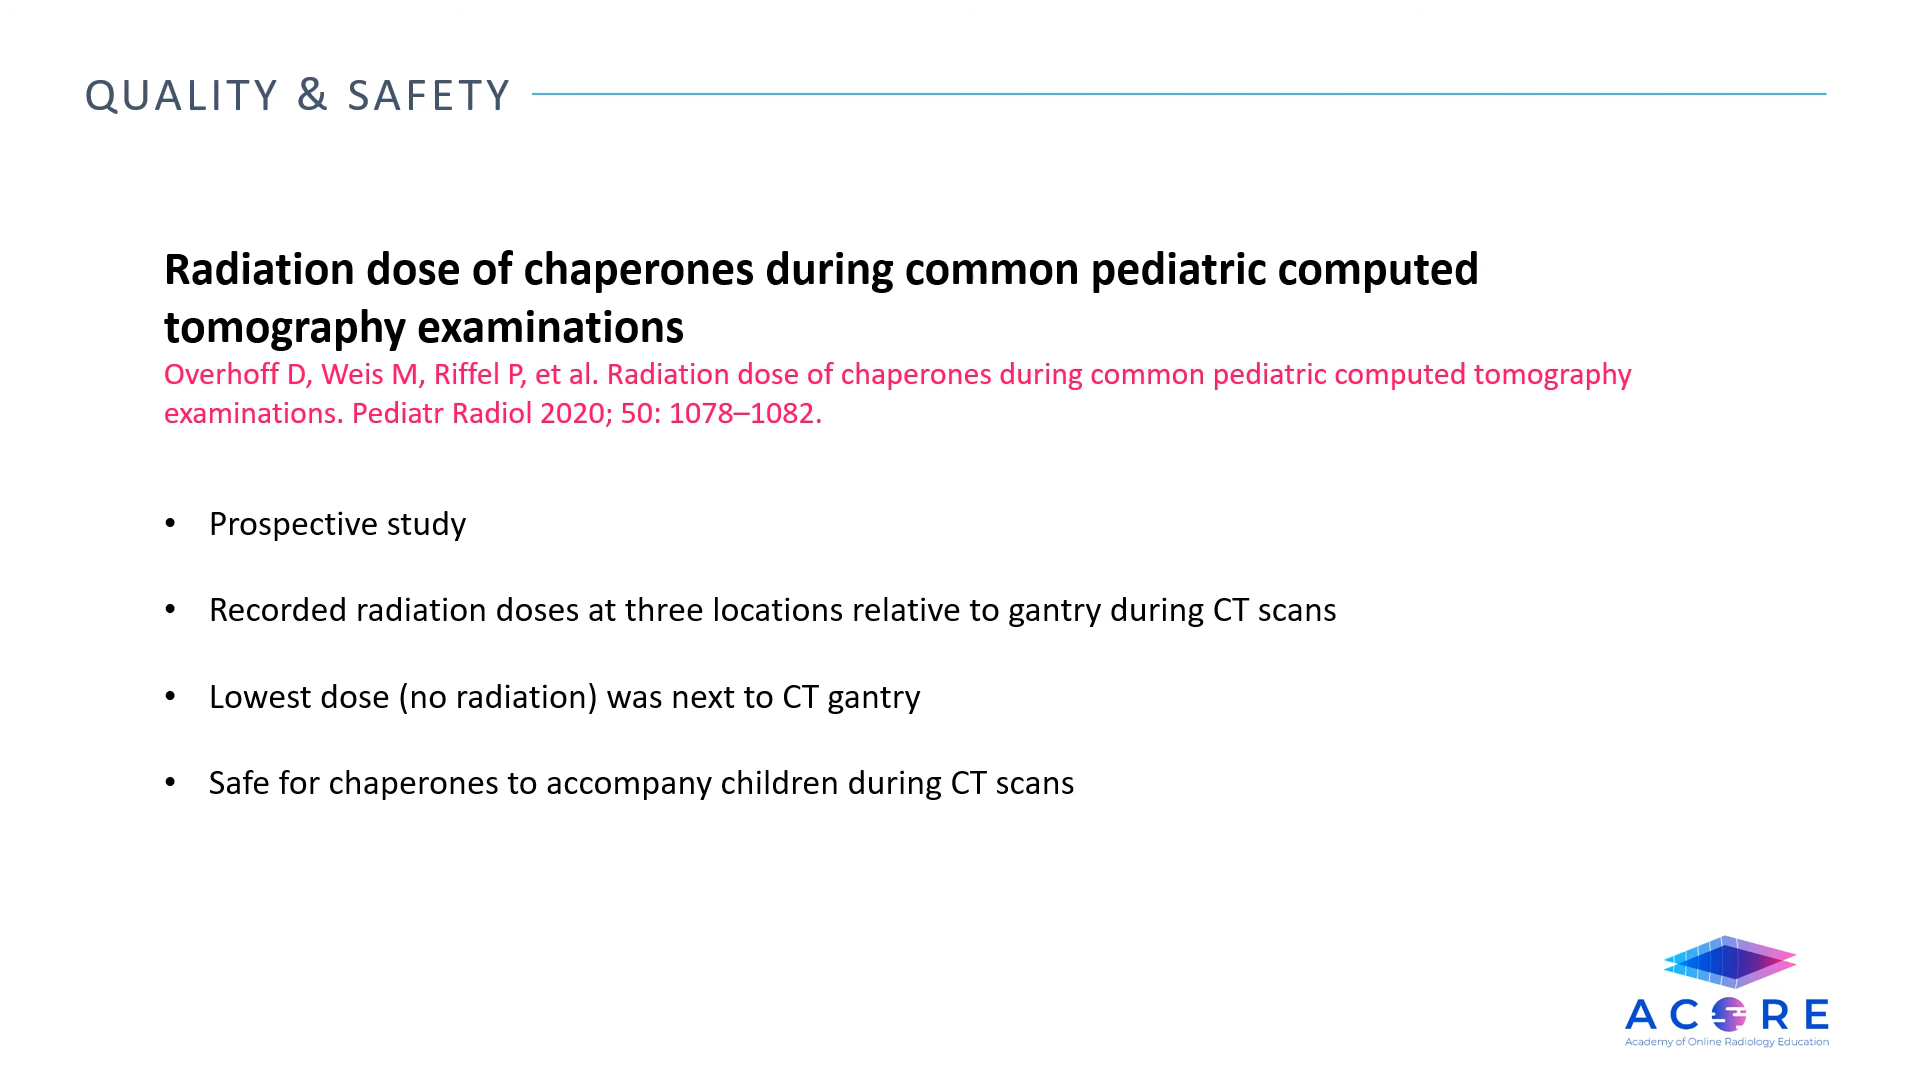 QUALITY & SAFETY
Radiation dose of chaperones during common pediatric computed
tomography examinations
Overhoff D, Weis M, Riffel P, et al. Radiation dose of chaperones during common pediatric computed tomography
examinations. Pediatr Radiol 2020; 50: 1078–1082.
• Prospective study
• Recorded radiation doses at three locations relative to gantry during CT scans
• Lowest dose (no radiation) was next to CT gantry
• Safe for chaperones to accompany children during CT scans
ACORE
Academy of Online Radiology Education